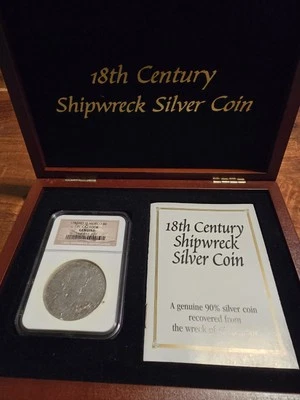 18th Century
Shipwreck Silver Coin
GENUINE
18th Century
Shipwreck
Silver Coin
A genuine 90% silver coin
recovered from
the wreck of